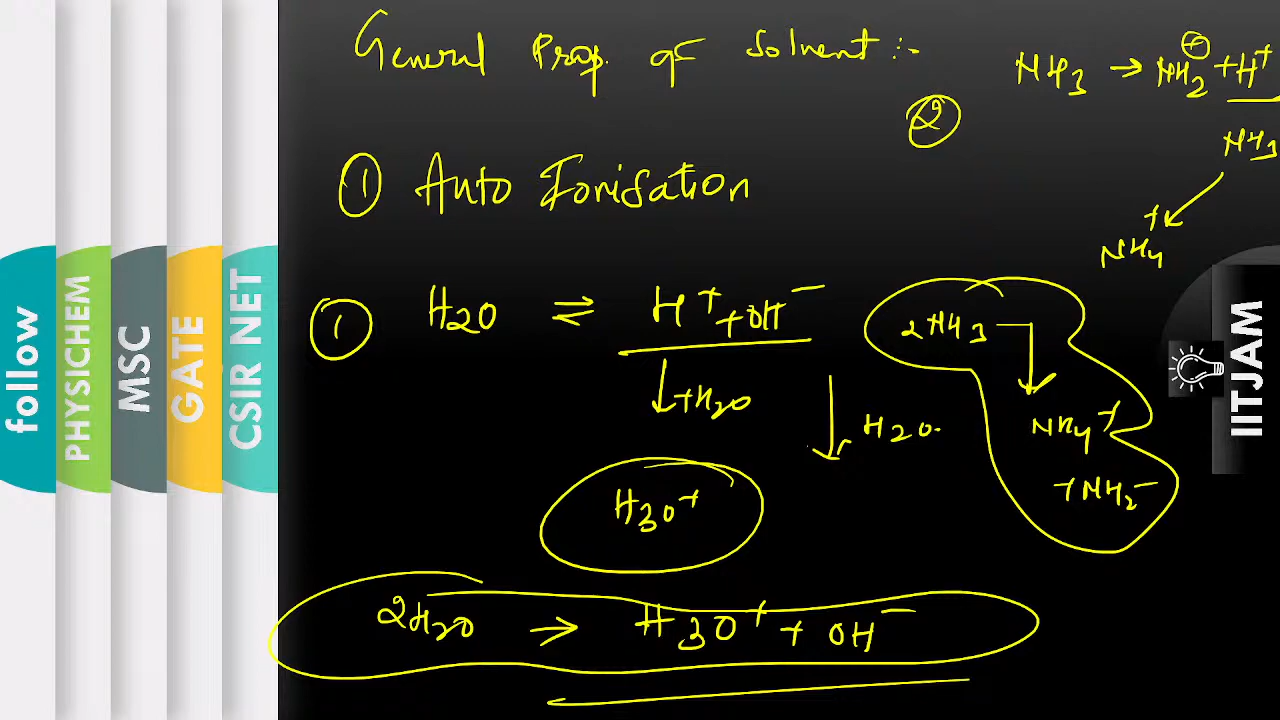 General Prop. of Solvent :-
① Auto Ionisation
① H2O ⇌ H+ + OH−
↓ +H2O
H3O+
↓ H2O.
2H2O → H3O+ + OH−
②
NH3 → NH2⊕ + H+
NH3
NH4+
2NH3
NH4+
+NH2−
follow
PHYSICHEM
MSC
GATE
CSIR NET
IITJAM